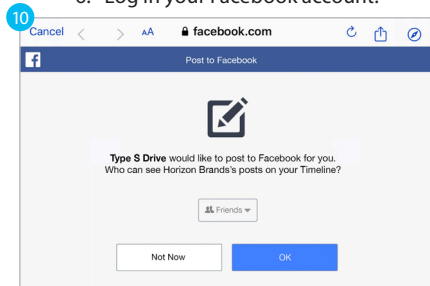 6. Log in your Facebook account.
10
Cancel AA facebook.com
f Post to Facebook
Type S Drive would like to post to Facebook for you.
Who can see Horizon Brands's posts on your Timeline?
Friends
Not Now OK